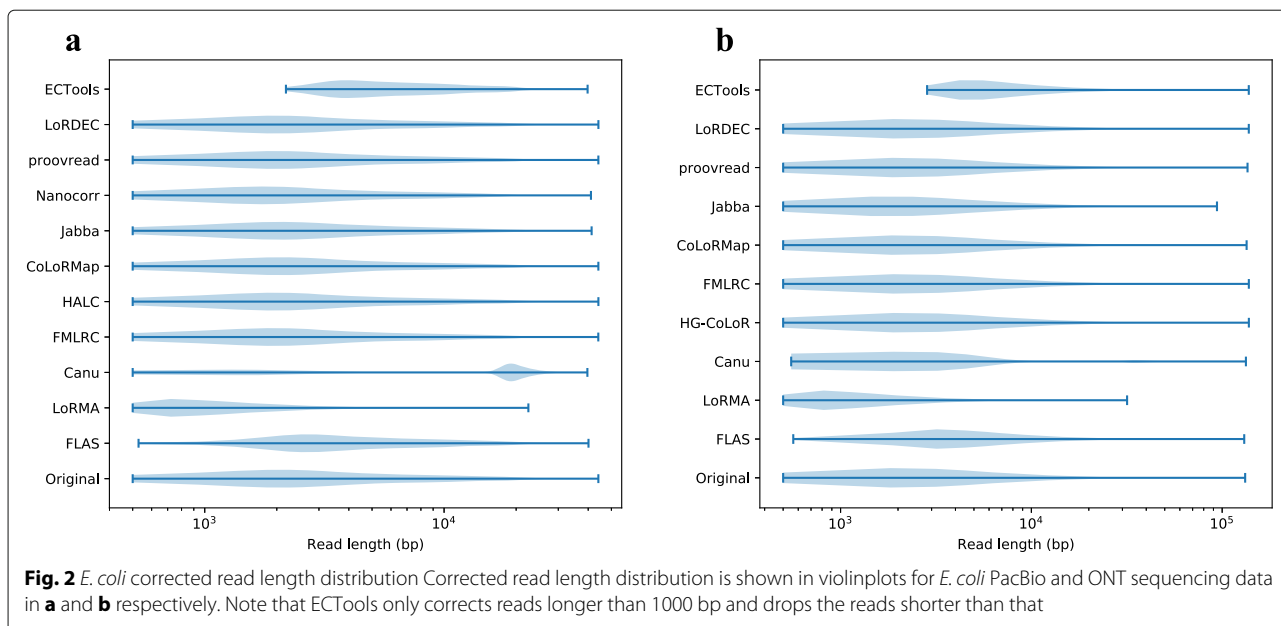 a
ECTools
LoRDEC
proovread
Nanocorr
Jabba
CoLoRMap
HALC
FMLRC
Canu
LoRMA
FLAS
Original
10³
10⁴
Read length (bp)
b
ECTools
LoRDEC
proovread
Jabba
CoLoRMap
FMLRC
HG-CoLoR
Canu
LoRMA
FLAS
Original
10³
10⁴
10⁵
Read length (bp)
Fig. 2 E. coli corrected read length distribution Corrected read length distribution is shown in violinplots for E. coli PacBio and ONT sequencing data
in a and b respectively. Note that ECTools only corrects reads longer than 1000 bp and drops the reads shorter than that